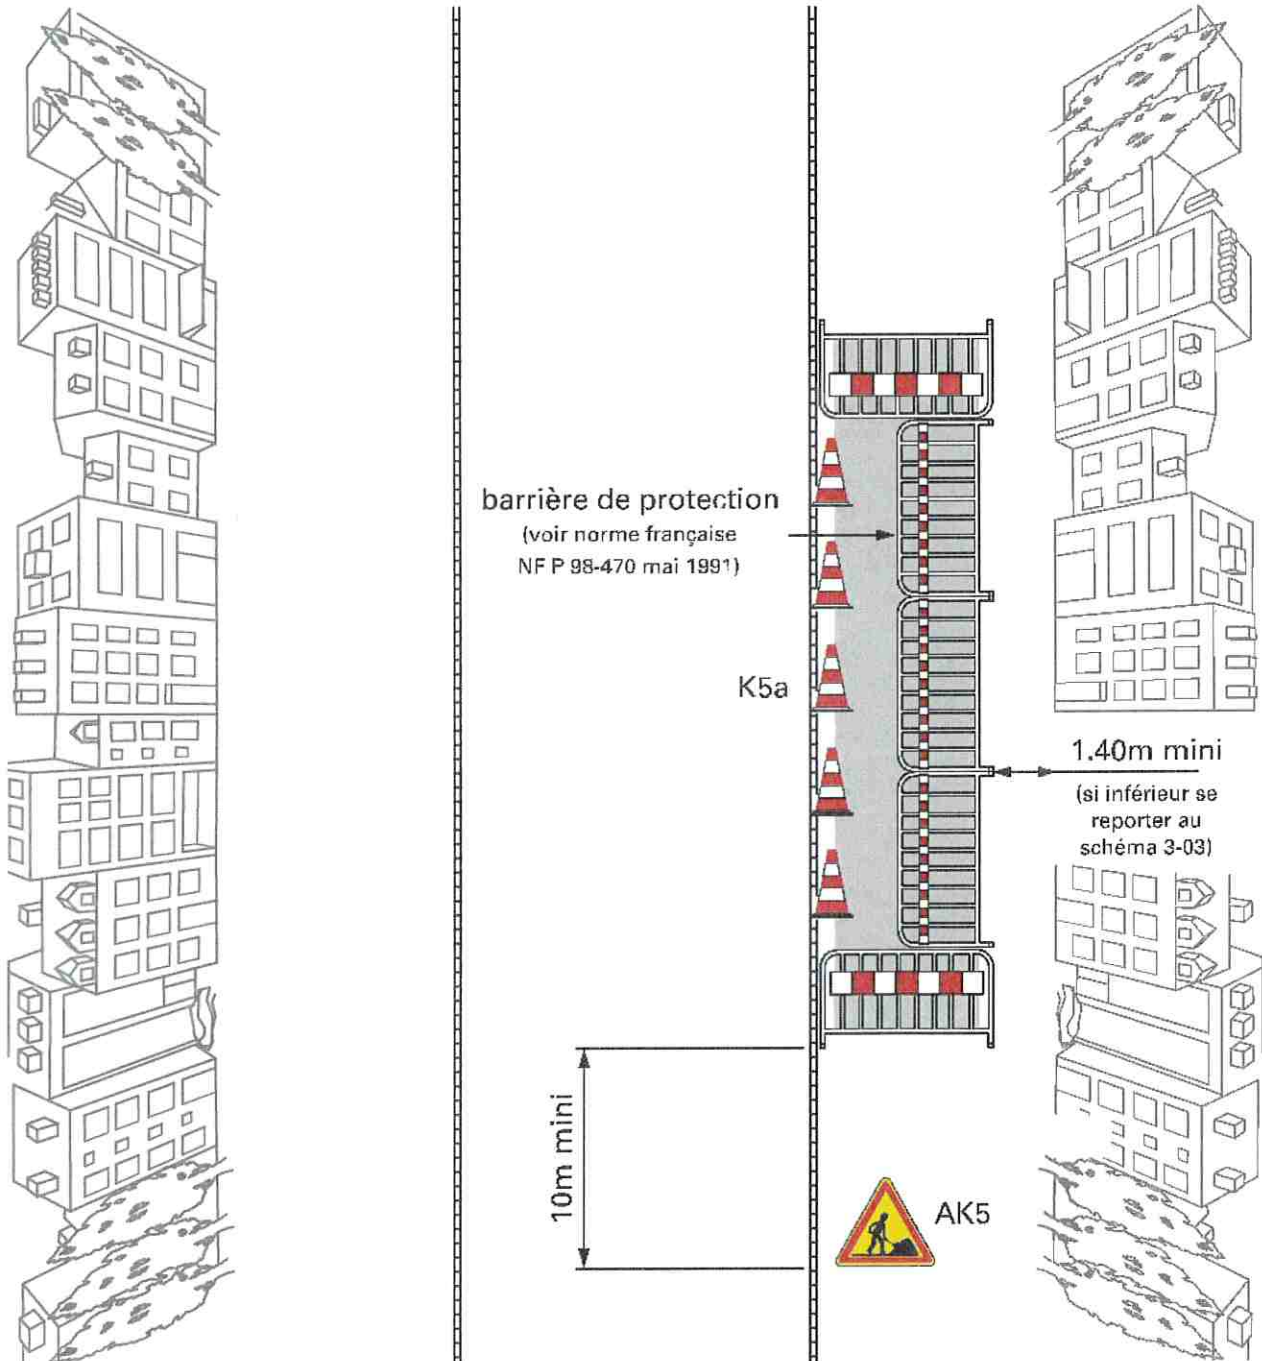 barrière de protection
(voir norme française
NF P 98-470 mai 1991)
K5a
1.40m mini
(si inférieur se
reporter au
schéma 3-03)
10m mini
AK5